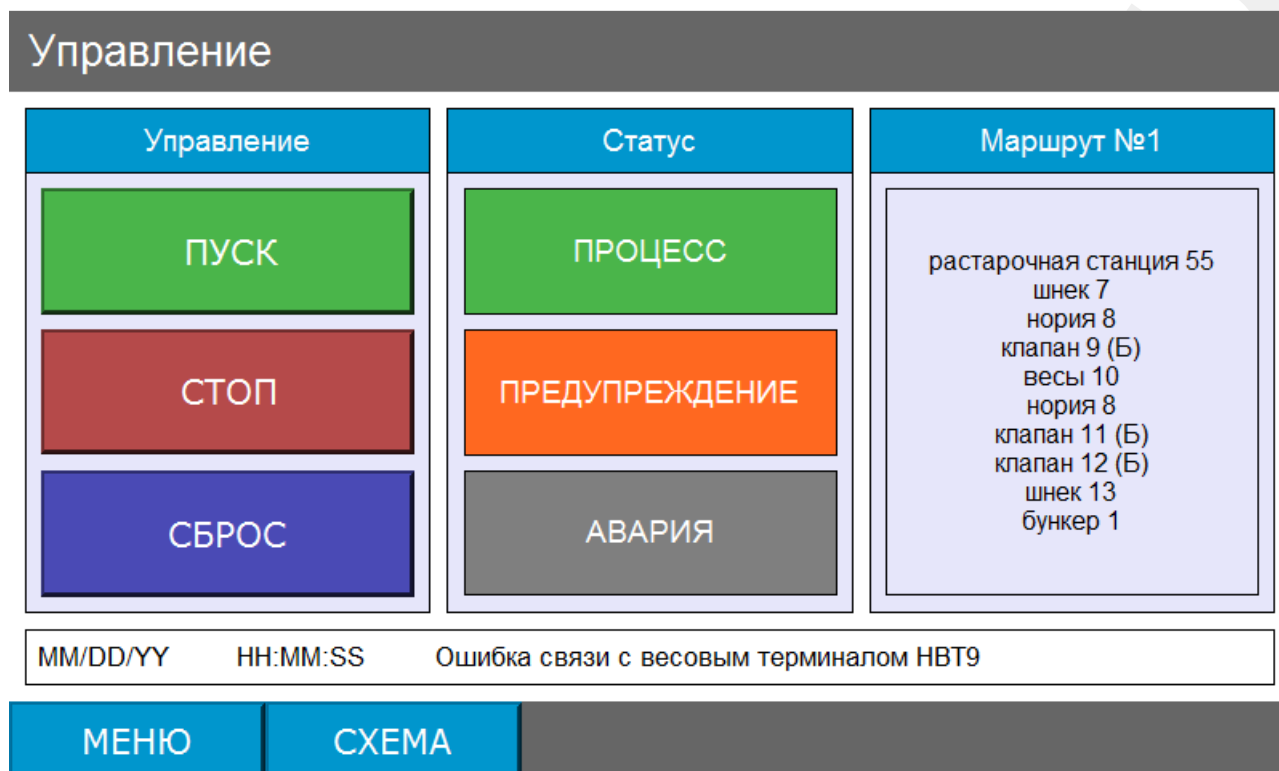 Управление
Управление
ПУСК
СТОП
СБРОС
Статус
ПРОЦЕСС
ПРЕДУПРЕЖДЕНИЕ
АВАРИЯ
Маршрут №1
растарочная станция 55
шнек 7
нория 8
клапан 9 (Б)
весы 10
нория 8
клапан 11 (Б)
клапан 12 (Б)
шнек 13
бункер 1
MM/DD/YY HH:MM:SS Ошибка связи с весовым терминалом НВТ9
МЕНЮ СХЕМА